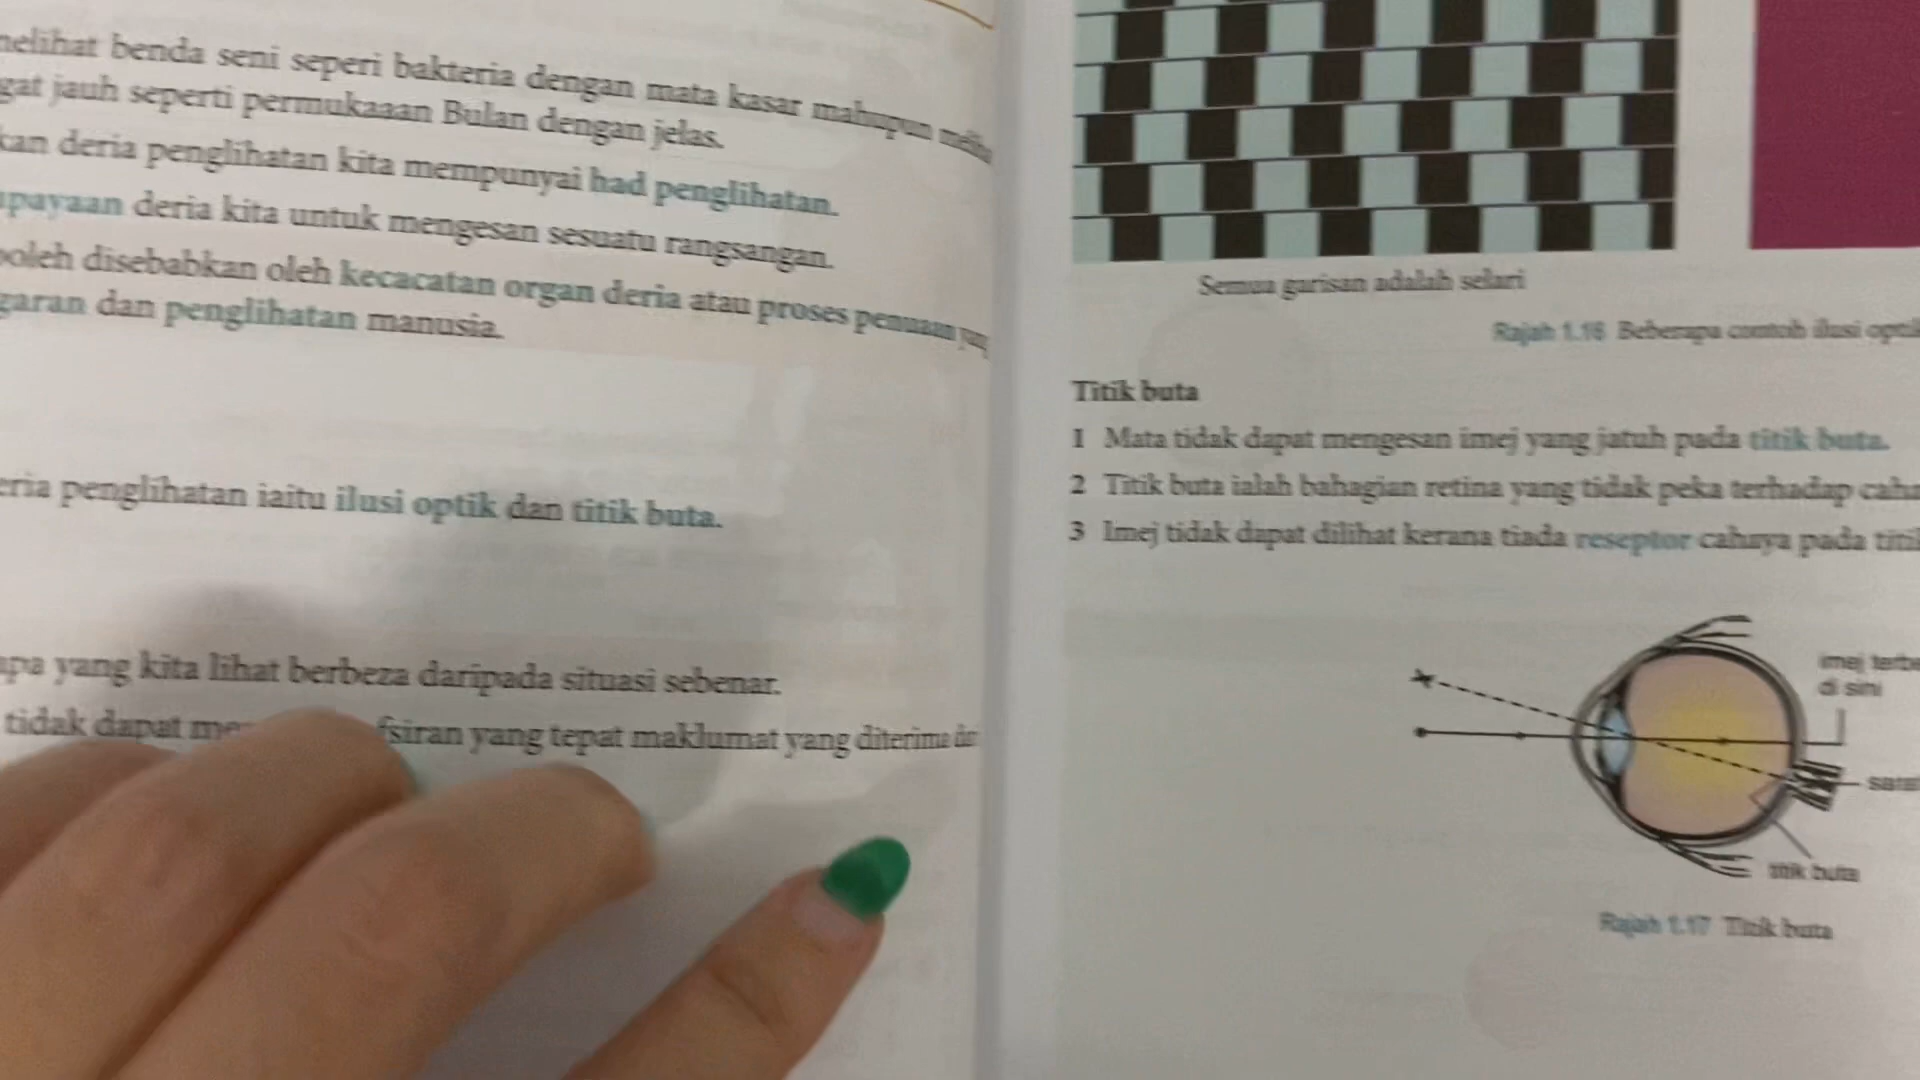 melihat benda seni seperi bakteria dengan mata kasar mahupun
gat jauh seperti permukaaan Bulan dengan jelas.
kan deria penglihatan kita mempunyai had penglihatan.
upayaan deria kita untuk mengesan sesuatu rangsangan.
boleh disebabkan oleh kecacatan organ deria atau proses penuaan yang
garan dan penglihatan manusia.
eria penglihatan iaitu ilusi optik dan titik buta.
apa yang kita lihat berbeza daripada situasi sebenar.
tidak dapat me fsiran yang tepat maklumat yang diterima
Semua garisan adalah selari
Rajah 1.16 Beberapa contoh ilusi optik
Titik buta
1 Mata tidak dapat mengesan imej yang jatuh pada titik buta.
2 Titik buta ialah bahagian retina yang tidak peka terhadap caha
3 Imej tidak dapat dilihat kerana tiada reseptor cahaya pada titik
imej terbe
di sini
saraf
titik buta
Rajah 1.17 Titik buta